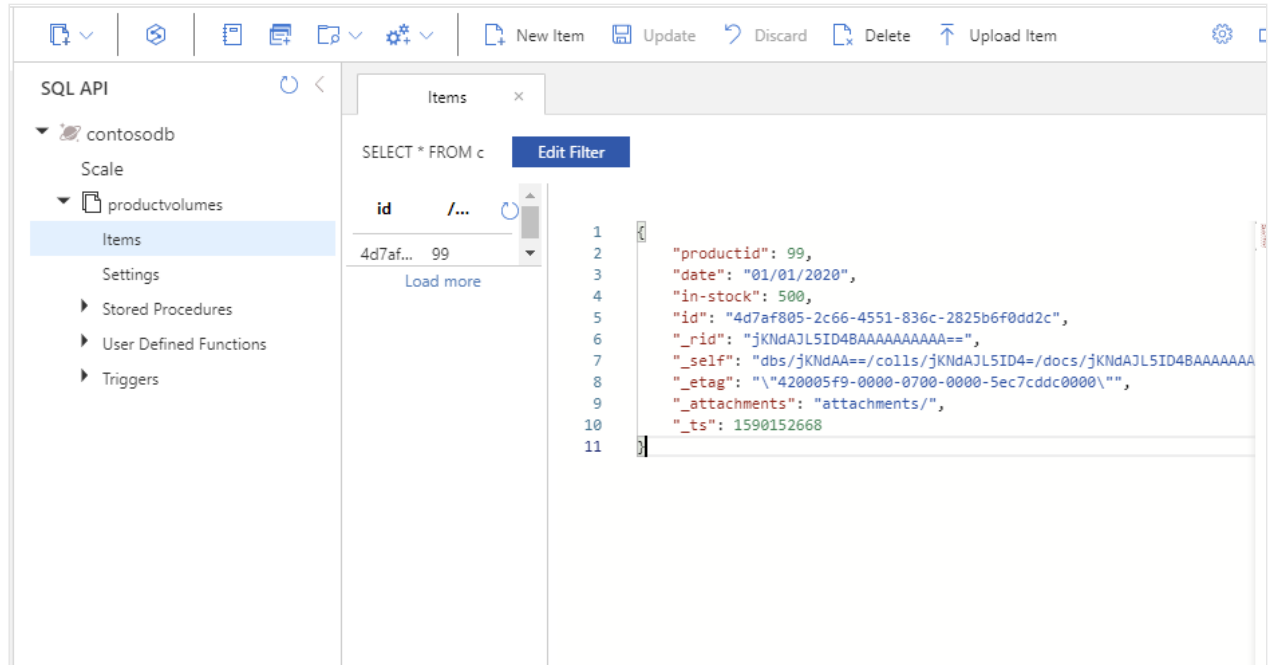 New Item Update Discard Delete Upload Item
SQL API
contosodb
Scale
productvolumes
Items
Settings
Stored Procedures
User Defined Functions
Triggers
Items
SELECT * FROM c Edit Filter
id /...
4d7af... 99
Load more
1 {
2 "productid": 99,
3 "date": "01/01/2020",
4 "in-stock": 500,
5 "id": "4d7af805-2c66-4551-836c-2825b6f0dd2c",
6 "_rid": "jKNdAJL5ID4BAAAAAAAAAA==",
7 "_self": "dbs/jKNdAA==/colls/jKNdAJL5ID4=/docs/jKNdAJL5ID4BAAAAAAA
8 "_etag": "\"420005f9-0000-0700-0000-5ec7cddc0000\"",
9 "_attachments": "attachments/",
10 "_ts": 1590152668
11 }